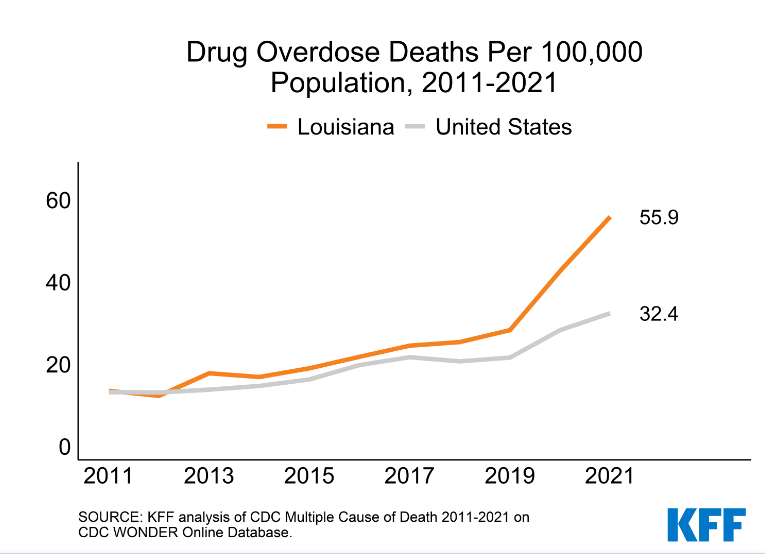 Drug Overdose Deaths Per 100,000
Population, 2011-2021
Louisiana United States
60
40
20
0
55.9
32.4
2011 2013 2015 2017 2019 2021
SOURCE: KFF analysis of CDC Multiple Cause of Death 2011-2021 on
CDC WONDER Online Database.
KFF